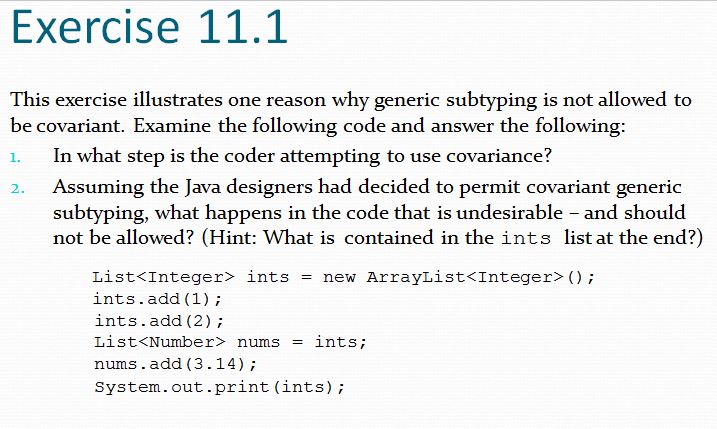 Exercise 11.1
This exercise illustrates one reason why generic subtyping is not allowed to
be covariant. Examine the following code and answer the following:
1. In what step is the coder attempting to use covariance?
2. Assuming the Java designers had decided to permit covariant generic
subtyping, what happens in the code that is undesirable – and should
not be allowed? (Hint: What is contained in the ints list at the end?)
List<Integer> ints = new ArrayList<Integer>();
ints.add(1);
ints.add(2);
List<Number> nums = ints;
nums.add(3.14);
System.out.print(ints);